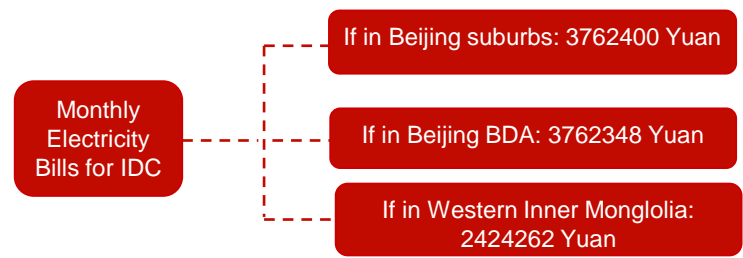 If in Beijing suburbs: 3762400 Yuan
Monthly
Electricity
Bills for IDC
If in Beijing BDA: 3762348 Yuan
If in Western Inner Monglolia:
2424262 Yuan